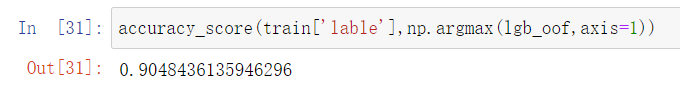 In [31]: accuracy_score(train['lable'],np.argmax(lgb_oof,axis=1))
Out[31]: 0.9048436135946296